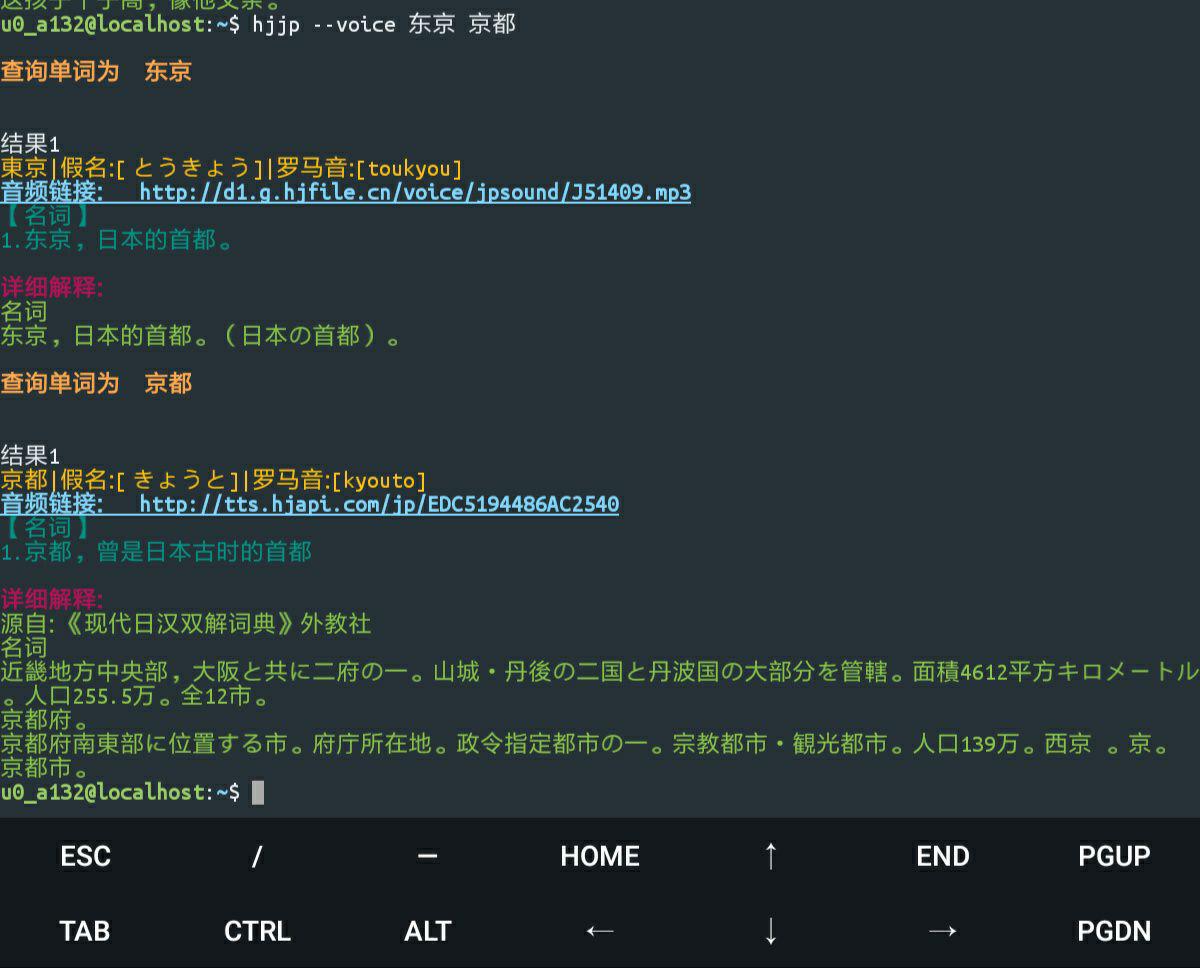 这孩子个子高，像他父亲。
u0_a132@localhost:~$ hjjp --voice 东京 京都
查询单词为 东京
结果1
東京|假名:[ とうきょう]|罗马音:[toukyou]
音频链接: http://d1.g.hjfile.cn/voice/jpsound/J51409.mp3
【名词】
1.东京，日本的首都。
详细解释:
名词
东京，日本的首都。（日本の首都）。
查询单词为 京都
结果1
京都|假名:[ きょうと]|罗马音:[kyouto]
音频链接: http://tts.hjapi.com/jp/EDC5194486AC2540
【名词】
1.京都，曾是日本古时的首都
详细解释:
源自:《现代日汉双解词典》外教社
名词
近畿地方中央部，大阪と共に二府の一。山城・丹後の二国と丹波国の大部分を管轄。面積4612平方キロメートル
。人口255.5万。全12市。
京都府。
京都府南東部に位置する市。府庁所在地。政令指定都市の一。宗教都市・観光都市。人口139万。西京 。京。
京都市。
u0_a132@localhost:~$
ESC / — HOME ↑ END PGUP
TAB CTRL ALT ← ↓ → PGDN